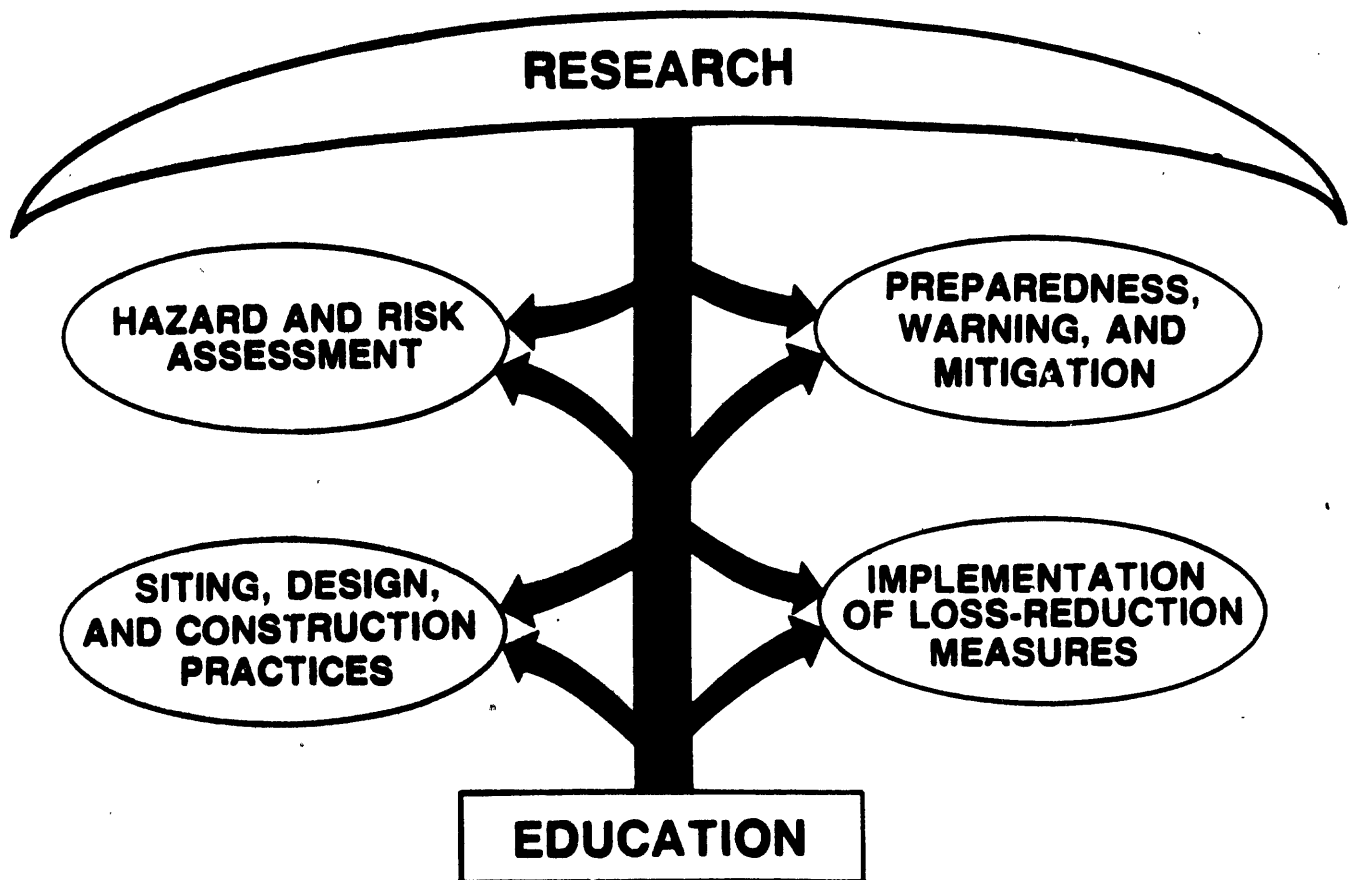 RESEARCH
HAZARD AND RISK
ASSESSMENT
PREPAREDNESS,
WARNING, AND
MITIGATION
SITING, DESIGN,
AND CONSTRUCTION
PRACTICES
IMPLEMENTATION
OF LOSS-REDUCTION
MEASURES
EDUCATION